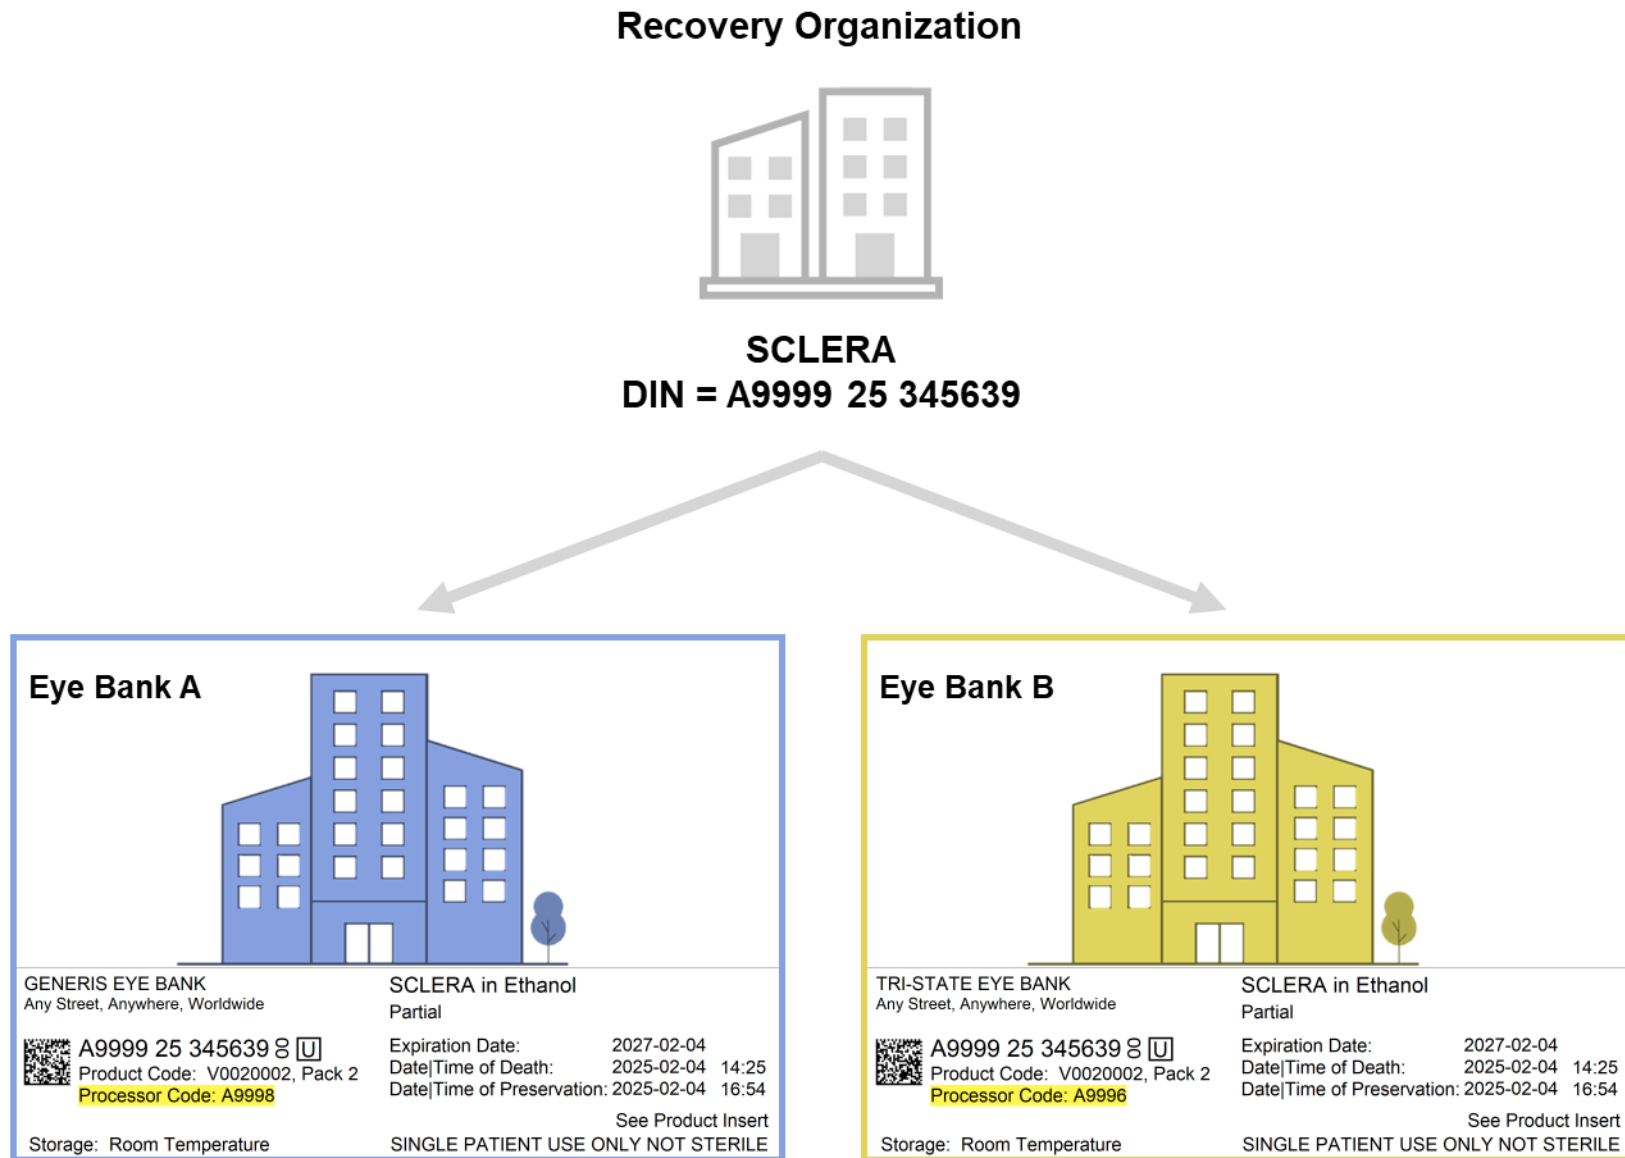 Recovery Organization
SCLERA
DIN = A9999 25 345639
Eye Bank A
GENERIS EYE BANK
Any Street, Anywhere, Worldwide
A9999 25 345639 00 U
Product Code: V0020002, Pack 2
Processor Code: A9998
Storage: Room Temperature
SCLERA in Ethanol
Partial
Expiration Date: 2027-02-04
Date|Time of Death: 2025-02-04 14:25
Date|Time of Preservation: 2025-02-04 16:54
See Product Insert
SINGLE PATIENT USE ONLY NOT STERILE
Eye Bank B
TRI-STATE EYE BANK
Any Street, Anywhere, Worldwide
A9999 25 345639 00 U
Product Code: V0020002, Pack 2
Processor Code: A9996
Storage: Room Temperature
SCLERA in Ethanol
Partial
Expiration Date: 2027-02-04
Date|Time of Death: 2025-02-04 14:25
Date|Time of Preservation: 2025-02-04 16:54
See Product Insert
SINGLE PATIENT USE ONLY NOT STERILE